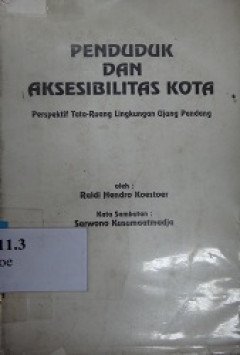 PENDUDUK
DAN
AKSESIBILITAS KOTA
Perspektif Tata-Ruang Lingkungan Ujung Pandang
oleh :
Raldi Hendro Koestoer
Kata Sambutan :
Sarwono Kusumaatmadja
11.3
oe